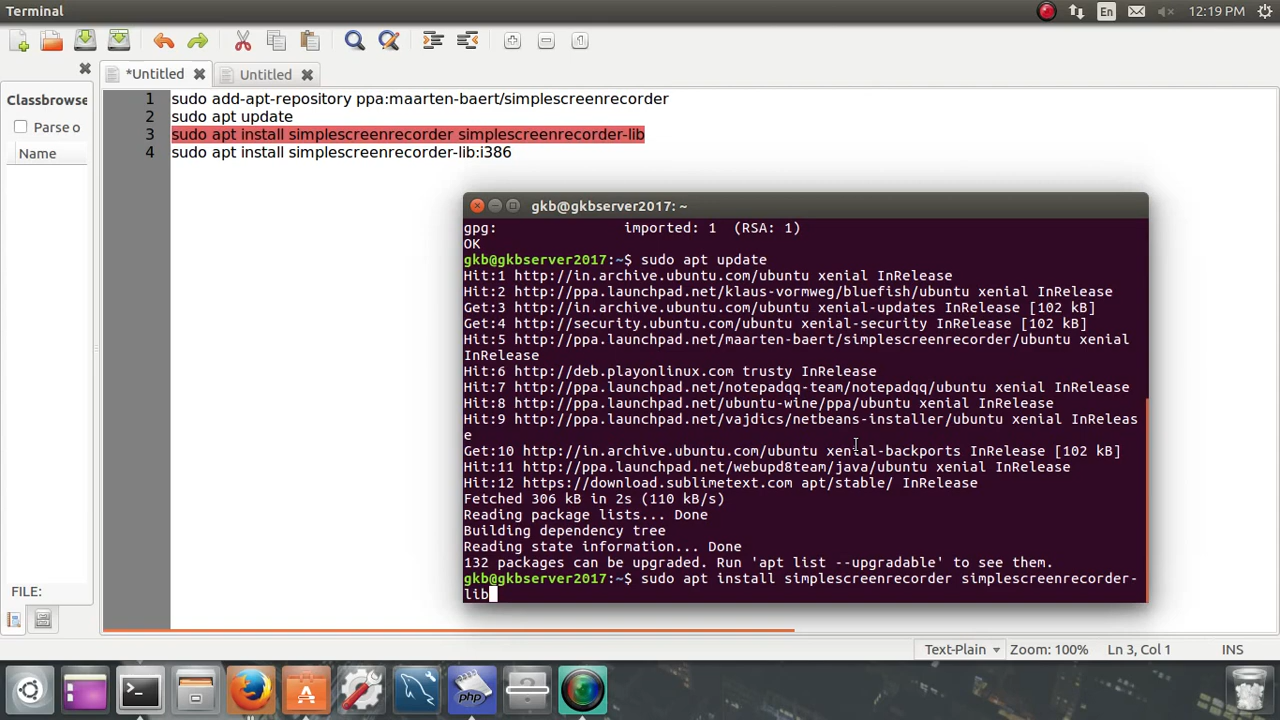 Terminal
En
12:19 PM
*Untitled
Untitled
Classbrowse
Parse o
Name
FILE:
1 sudo add-apt-repository ppa:maarten-baert/simplescreenrecorder
2 sudo apt update
3 sudo apt install simplescreenrecorder simplescreenrecorder-lib
4 sudo apt install simplescreenrecorder-lib:i386
gkb@gkbserver2017: ~
gpg:               imported: 1  (RSA: 1)
OK
gkb@gkbserver2017:~$ sudo apt update
Hit:1 http://in.archive.ubuntu.com/ubuntu xenial InRelease
Hit:2 http://ppa.launchpad.net/klaus-vormweg/bluefish/ubuntu xenial InRelease
Get:3 http://in.archive.ubuntu.com/ubuntu xenial-updates InRelease [102 kB]
Get:4 http://security.ubuntu.com/ubuntu xenial-security InRelease [102 kB]
Hit:5 http://ppa.launchpad.net/maarten-baert/simplescreenrecorder/ubuntu xenial
InRelease
Hit:6 http://deb.playonlinux.com trusty InRelease
Hit:7 http://ppa.launchpad.net/notepadqq-team/notepadqq/ubuntu xenial InRelease
Hit:8 http://ppa.launchpad.net/ubuntu-wine/ppa/ubuntu xenial InRelease
Hit:9 http://ppa.launchpad.net/vajdics/netbeans-installer/ubuntu xenial InReleas
e
Get:10 http://in.archive.ubuntu.com/ubuntu xenial-backports InRelease [102 kB]
Hit:11 http://ppa.launchpad.net/webupd8team/java/ubuntu xenial InRelease
Hit:12 https://download.sublimetext.com apt/stable/ InRelease
Fetched 306 kB in 2s (110 kB/s)
Reading package lists... Done
Building dependency tree
Reading state information... Done
132 packages can be upgraded. Run 'apt list --upgradable' to see them.
gkb@gkbserver2017:~$ sudo apt install simplescreenrecorder simplescreenrecorder-
lib
Text-Plain
Zoom: 100%
Ln 3, Col 1
INS
php